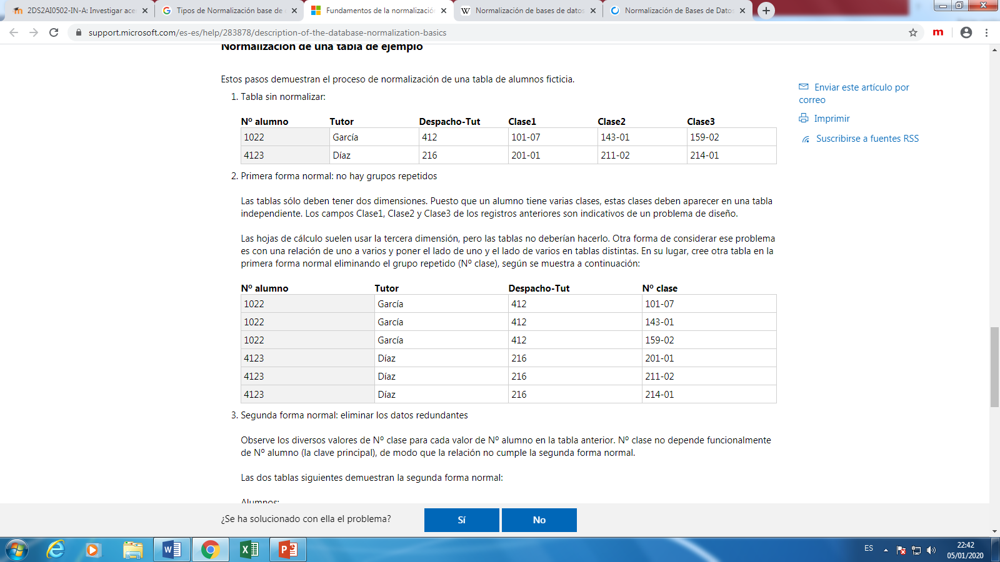 2DS2AI0502-IN-A: Investigar ace
Tipos de Normalización base de
Fundamentos de la normalizació
Normalización de bases de datos
Normalización de Bases de Datos
support.microsoft.com/es-es/help/283878/description-of-the-database-normalization-basics
Normalización de una tabla de ejemplo
Estos pasos demuestran el proceso de normalización de una tabla de alumnos ficticia.
1. Tabla sin normalizar:
Nº alumno Tutor Despacho-Tut Clase1 Clase2 Clase3
1022 García 412 101-07 143-01 159-02
4123 Díaz 216 201-01 211-02 214-01
2. Primera forma normal: no hay grupos repetidos
Las tablas sólo deben tener dos dimensiones. Puesto que un alumno tiene varias clases, estas clases deben aparecer en una tabla
independiente. Los campos Clase1, Clase2 y Clase3 de los registros anteriores son indicativos de un problema de diseño.
Las hojas de cálculo suelen usar la tercera dimensión, pero las tablas no deberían hacerlo. Otra forma de considerar ese problema
es con una relación de uno a varios y poner el lado de uno y el lado de varios en tablas distintas. En su lugar, cree otra tabla en la
primera forma normal eliminando el grupo repetido (Nº clase), según se muestra a continuación:
Nº alumno Tutor Despacho-Tut Nº clase
1022 García 412 101-07
1022 García 412 143-01
1022 García 412 159-02
4123 Díaz 216 201-01
4123 Díaz 216 211-02
4123 Díaz 216 214-01
3. Segunda forma normal: eliminar los datos redundantes
Observe los diversos valores de Nº clase para cada valor de Nº alumno en la tabla anterior. Nº clase no depende funcionalmente
de Nº alumno (la clave principal), de modo que la relación no cumple la segunda forma normal.
Las dos tablas siguientes demuestran la segunda forma normal:
Alumnos:
Enviar este artículo por
correo
Imprimir
Suscribirse a fuentes RSS
¿Se ha solucionado con ella el problema?
Sí
No
ES
22:42
05/01/2020